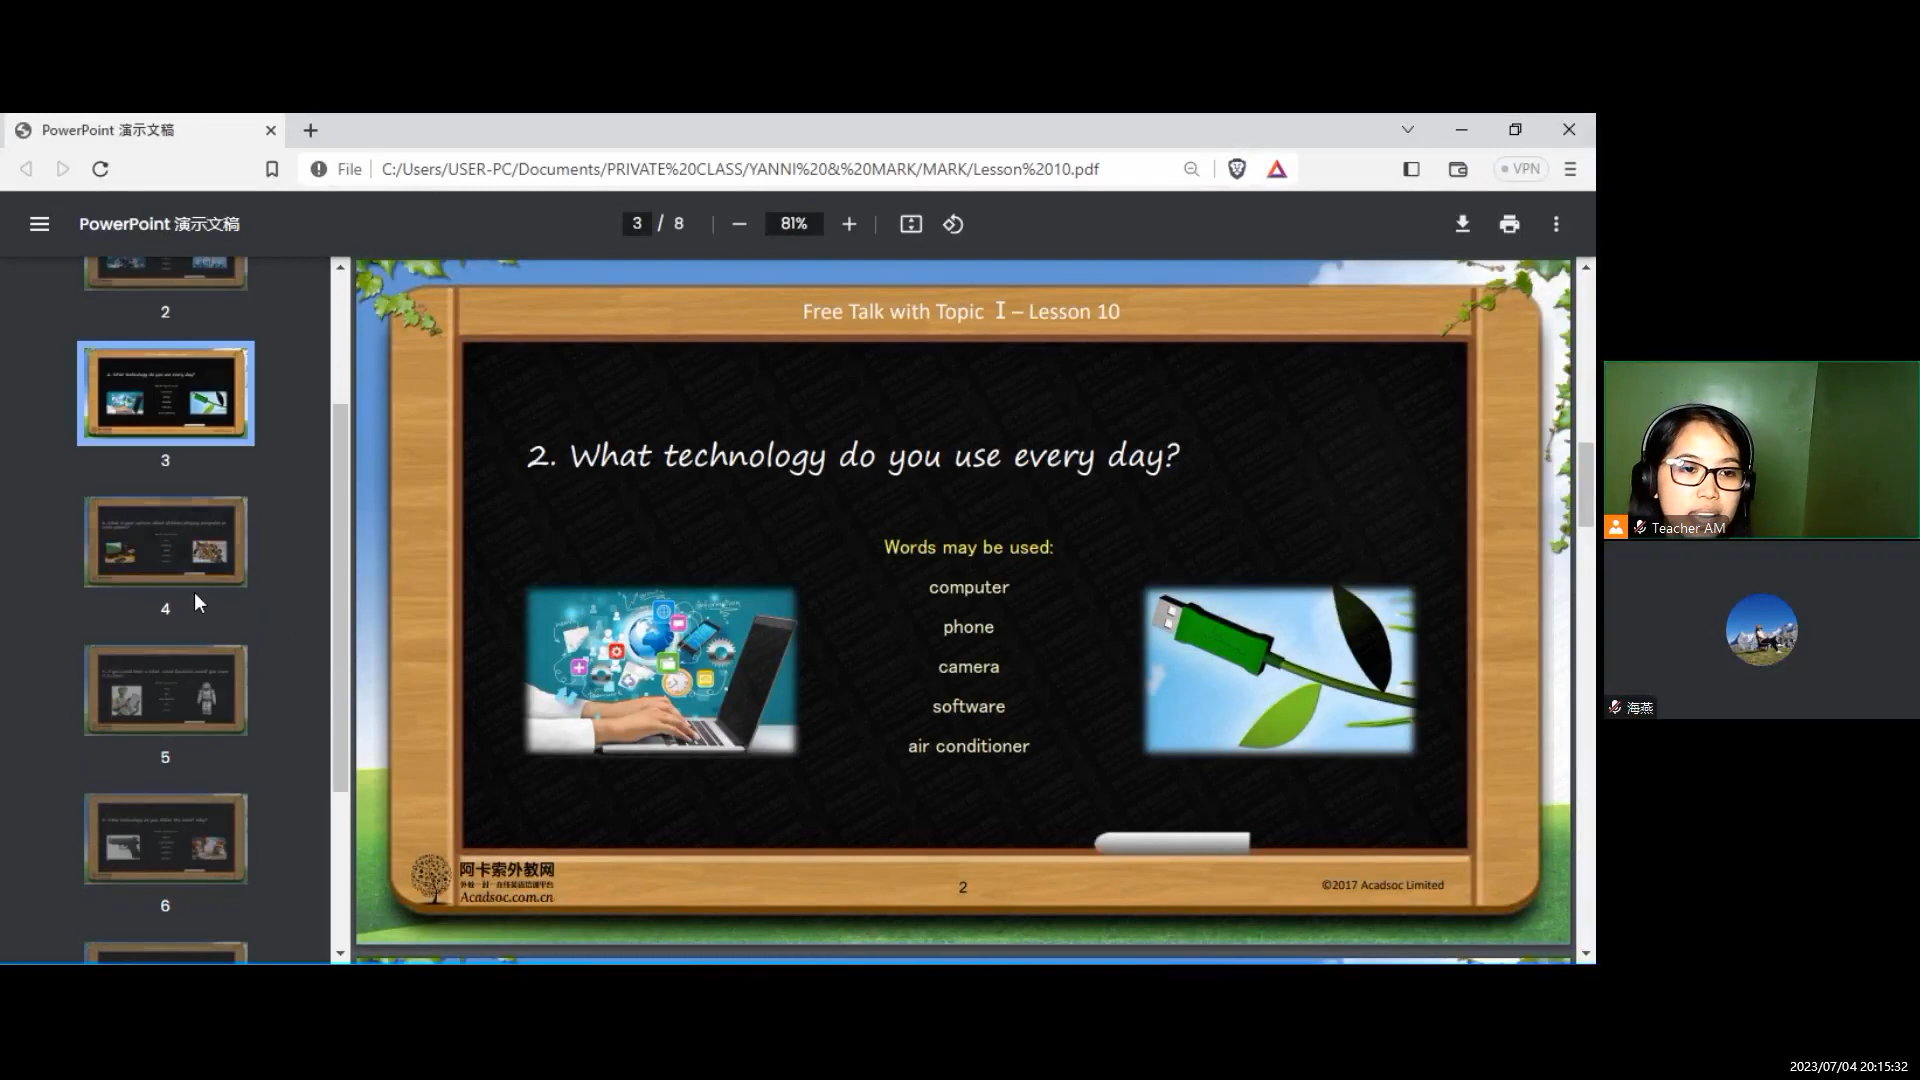 PowerPoint 演示文稿
File
C:/Users/USER-PC/Documents/PRIVATE%20CLASS/YANNI%20&%20MARK/MARK/Lesson%2010.pdf
VPN
PowerPoint 演示文稿
3 / 8
81%
2
3
4
5
6
Free Talk with Topic Ⅰ – Lesson 10
2. What technology do you use every day?
Words may be used:
computer
phone
camera
software
air conditioner
阿卡索外教网
Acadsoc.com.cn
2
©2017 Acadsoc Limited
Teacher AM
海燕
2023/07/04 20:15:32